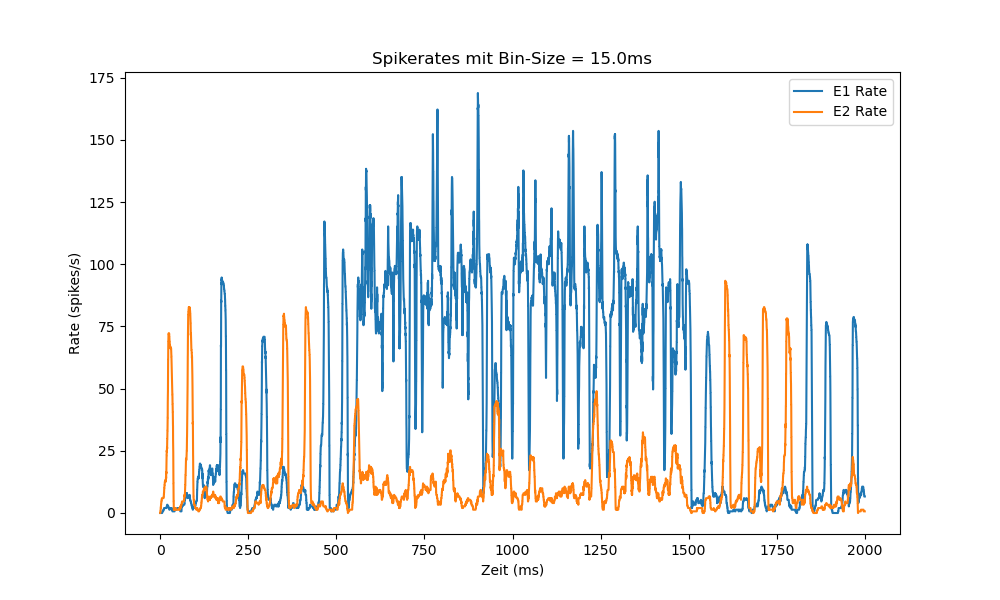 Spikerates mit Bin-Size = 15.0ms
E1 Rate
E2 Rate
175
150
125
100
75
50
25
0
Rate (spikes/s)
0 250 500 750 1000 1250 1500 1750 2000
Zeit (ms)